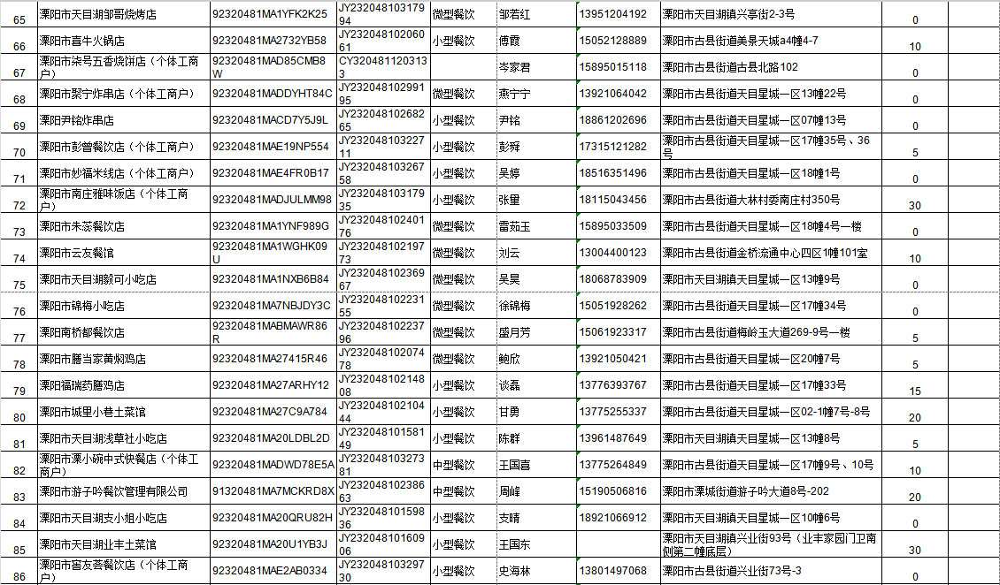 65 溧阳市天目湖邹哥烧烤店 92320481MA1YFK2K25 JY23204810317994 微型餐饮 邹若红 13951204192 溧阳市天目湖镇兴亭街2-3号 0
66 溧阳市喜牛火锅店 92320481MA2732YB58 JY23204810206061 小型餐饮 傅霞 15052128889 溧阳市古县街道美景天城a4幢4-7 10
67 溧阳市柒号五香烧饼店（个体工商户） 92320481MAD85CMB8W CY3204811203133 岑家君 15895015118 溧阳市古县街道古县北路102 0
68 溧阳市聚宁炸串店（个体工商户） 92320481MADDYHT84C JY23204810299195 微型餐饮 燕宁宁 13921064042 溧阳市古县街道天目星城一区13幢22号 0
69 溧阳尹铭炸串店 92320481MACD7Y5J9L JY23204810268265 小型餐饮 尹铭 18861202696 溧阳市古县街道天目星城一区07幢13号 0
70 溧阳市彭曾餐饮店（个体工商户） 92320481MAE19NP554 JY23204810322711 小型餐饮 彭舜 17315121282 溧阳市古县街道天目星城一区17幢35号、36号 5
71 溧阳市妙福米线店（个体工商户） 92320481MAE4FR0B17 JY23204810326758 小型餐饮 吴婷 18516351496 溧阳市古县街道天目星城一区18幢1号 0
72 溧阳市南庄雅味饭店（个体工商户） 92320481MADJULMM98 JY23204810317935 小型餐饮 张量 18115043456 溧阳市古县街道大林村委南庄村350号 30
73 溧阳市朱蕊餐饮店 92320481MA1YNF989G JY23204810240176 微型餐饮 雷茹玉 15895033509 溧阳市古县街道天目星城一区18幢4号一楼 0
74 溧阳市云友餐馆 92320481MA1WGHK09U JY23204810219773 微型餐饮 刘云 13004400123 溧阳市古县街道金桥流通中心四区1幢101室 10
75 溧阳市天目湖毅可小吃店 92320481MA1NXB6B84 JY23204810236967 微型餐饮 吴昊 18068783909 溧阳市天目湖镇天目星城一区13幢9号 0
76 溧阳市锦梅小吃店 92320481MA7NBJDY3C JY23204810223155 微型餐饮 徐锦梅 15051928262 溧阳市古县街道天目星城一区17幢34号 0
77 溧阳南桥都餐饮店 92320481MABMAWR86R JY23204810223796 微型餐饮 盛月芳 15061923317 溧阳市古县街道梅岭玉大道269-9号一楼 5
78 溧阳市膳当家黄焖鸡店 92320481MA27415R46 JY23204810207478 微型餐饮 鲍欣 13921050421 溧阳市古县街道天目星城一区20幢7号 5
79 溧阳福瑞药膳鸡店 92320481MA27ARHY12 JY23204810214808 小型餐饮 谈磊 13776393767 溧阳市古县街道天目星城一区17幢33号 15
80 溧阳市城里小巷土菜馆 92320481MA27C9A784 JY23204810210444 小型餐饮 甘勇 13775255337 溧阳市古县街道天目星城一区02-1幢7号-8号 20
81 溧阳市天目湖浅草社小吃店 92320481MA20LDBL2D JY23204810158149 小型餐饮 陈群 13961487649 溧阳市天目湖镇天目星城一区13幢8号 5
82 溧阳市溧小碗中式快餐店（个体工商户） 92320481MADWD78E5A JY23204810327381 中型餐饮 王国喜 13775264849 溧阳市古县街道天目星城一区17幢9号、10号 10
83 溧阳市游子吟餐饮管理有限公司 91320481MA7MCKRD8X JY23204810238663 中型餐饮 周峰 15190506816 溧阳市溧城街道游子吟大道8号-202 20
84 溧阳市天目湖支小姐小吃店 92320481MA20QRU82H JY23204810159836 小型餐饮 支晴 18921066912 溧阳市天目湖镇天目星城一区10幢6号 0
85 溧阳市天目湖业丰土菜馆 92320481MA20U1YB3J JY23204810160906 小型餐饮 王国东 溧阳市天目湖镇兴业街93号（业丰家园门卫南侧第二幢底层） 30
86 溧阳市窖友荟餐饮店（个体工商户） 92320481MAE2AB0334 JY23204810329730 小型餐饮 史海林 13801497068 溧阳市古县街道兴业街73号-3 0